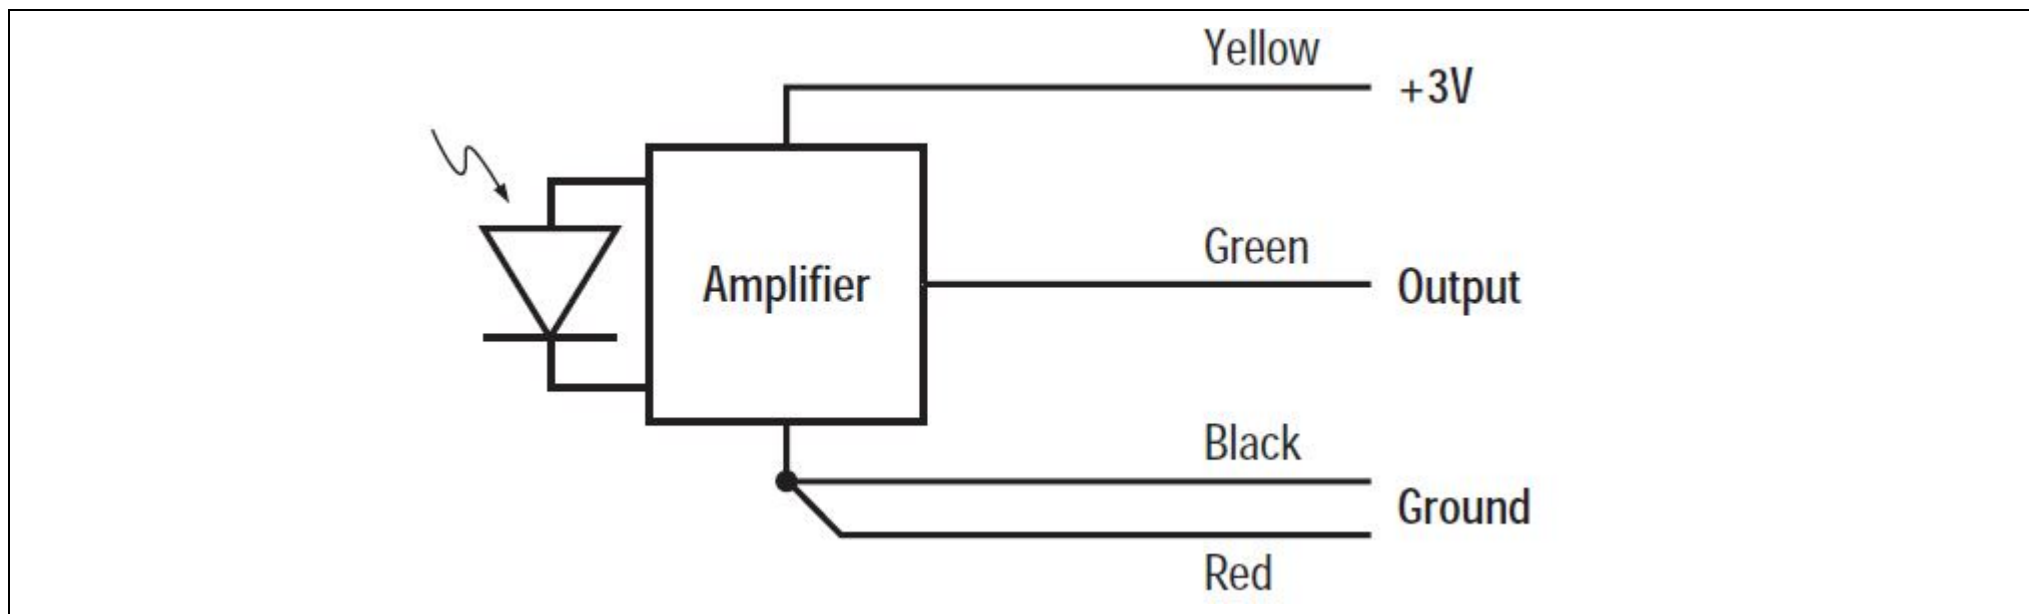 Yellow
+3V
Green
Amplifier
Output
Black
Ground
Red